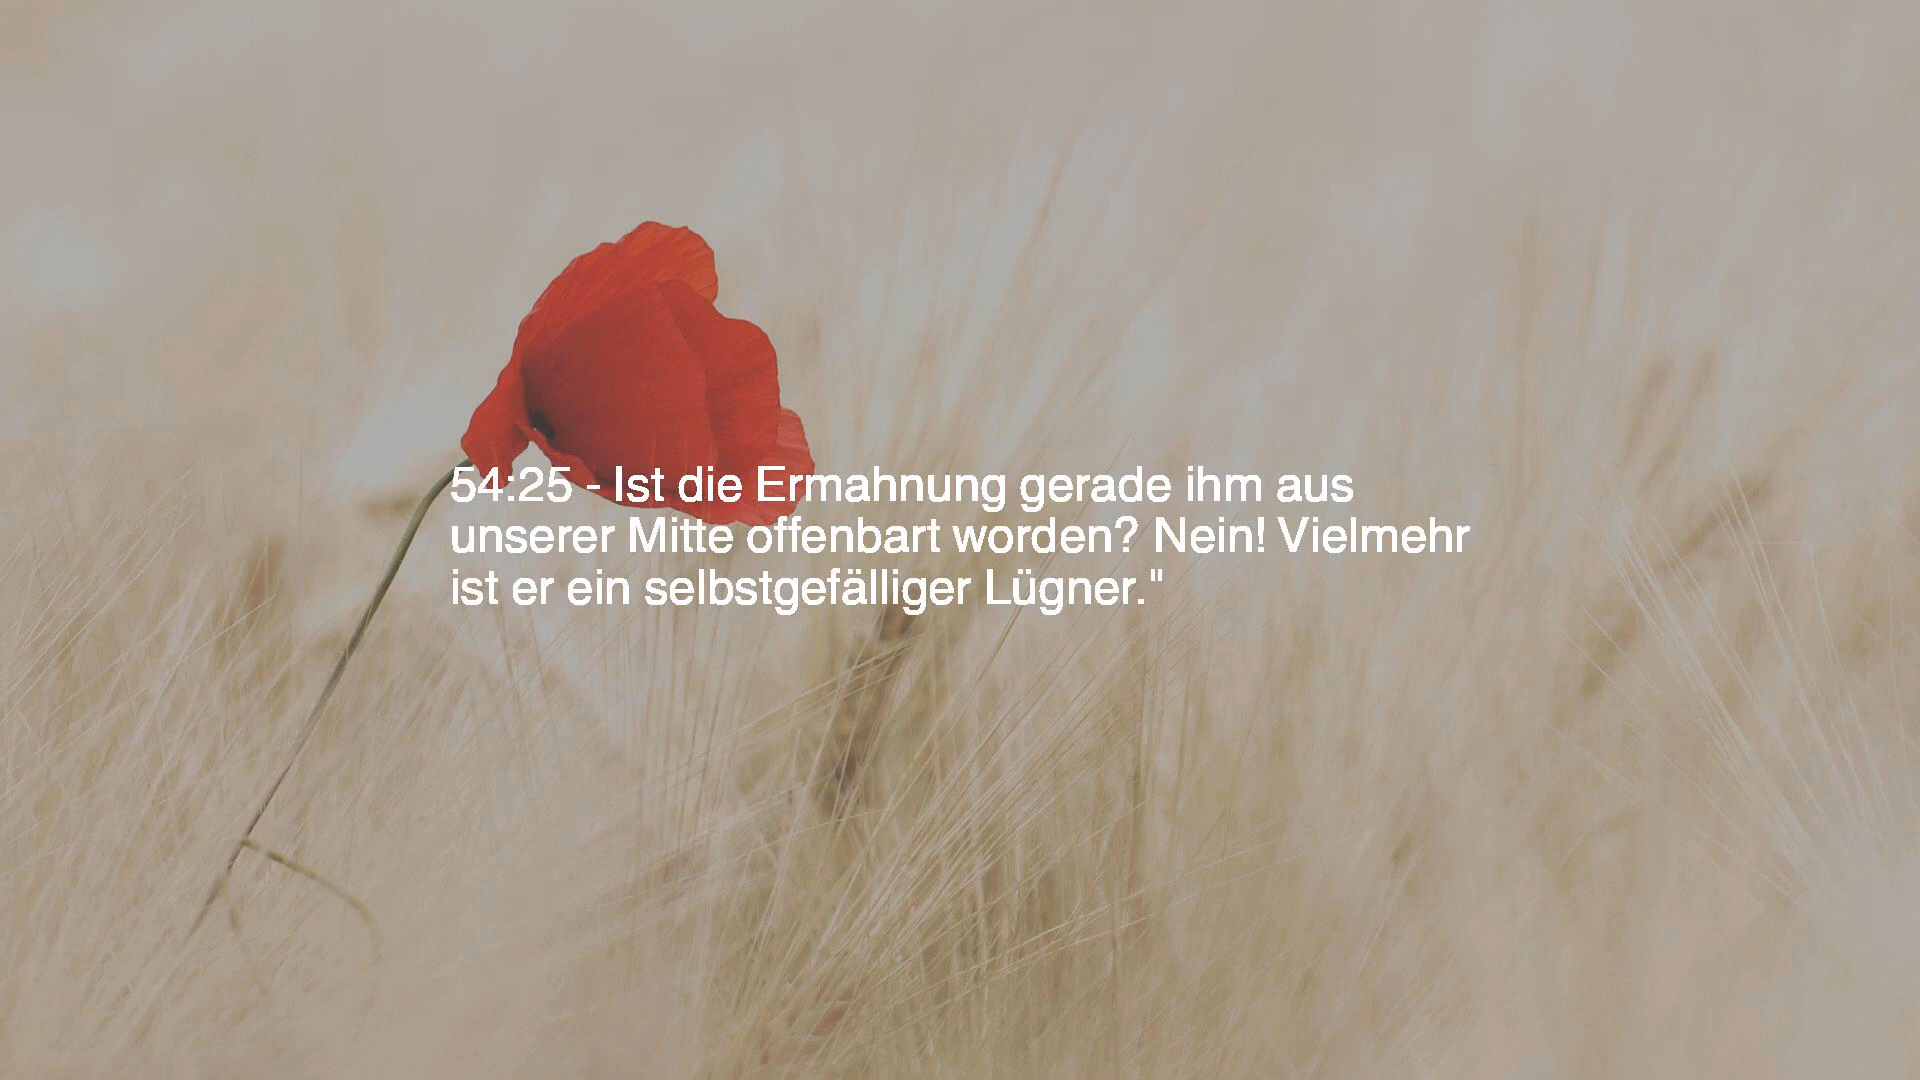 54:25 - Ist die Ermahnung gerade ihm aus
unserer Mitte offenbart worden? Nein! Vielmehr
ist er ein selbstgefälliger Lügner."